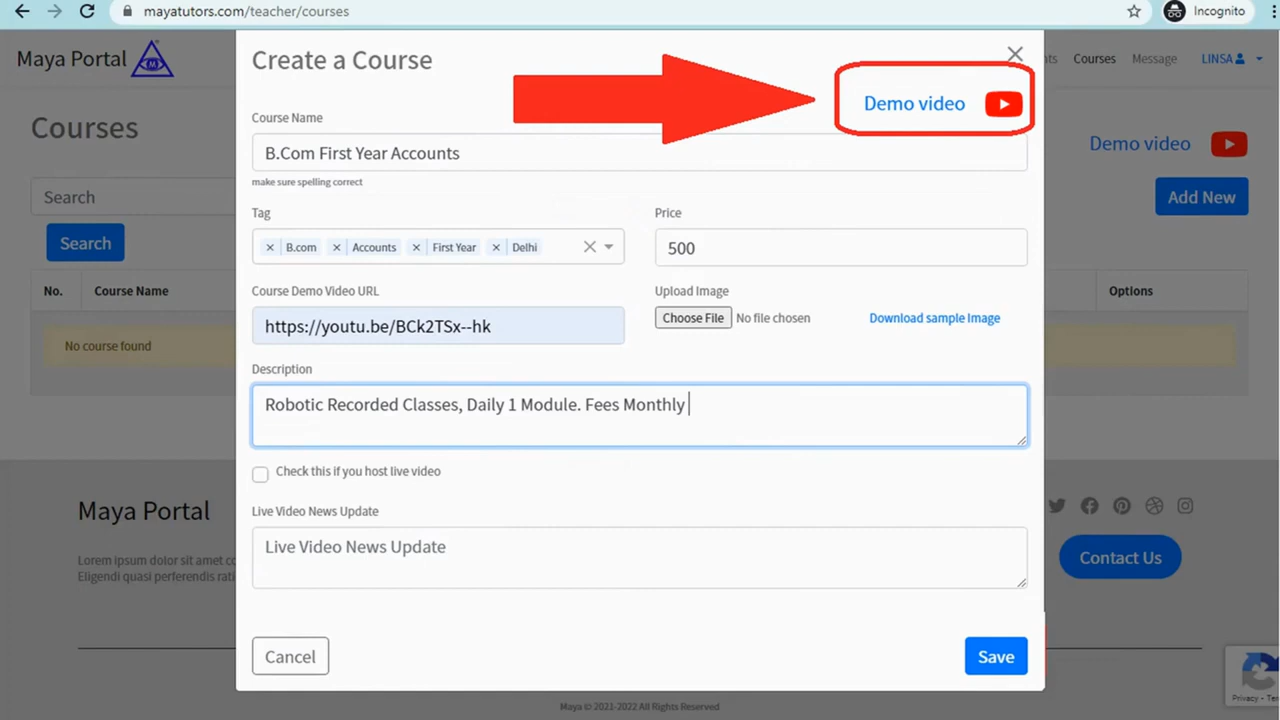 mayatutors.com/teacher/courses
Incognito
Maya Portal
Courses
Message
LINSA
Create a Course
Demo video
Courses
Demo video
Course Name
B.Com First Year Accounts
make sure spelling correct
Search
Add New
Tag
Price
B.com
Accounts
First Year
Delhi
500
Search
No.
Course Name
Options
Course Demo Video URL
Upload Image
https://youtu.be/BCk2TSx--hk
Choose File No file chosen
Download sample Image
No course found
Description
Robotic Recorded Classes, Daily 1 Module. Fees Monthly
Check this if you host live video
Maya Portal
Live Video News Update
Live Video News Update
Lorem ipsum dolor sit amet
Eligendi quasi perferendis
Contact Us
Cancel
Save
Privacy
Maya © 2021-2022 All Rights Reserved